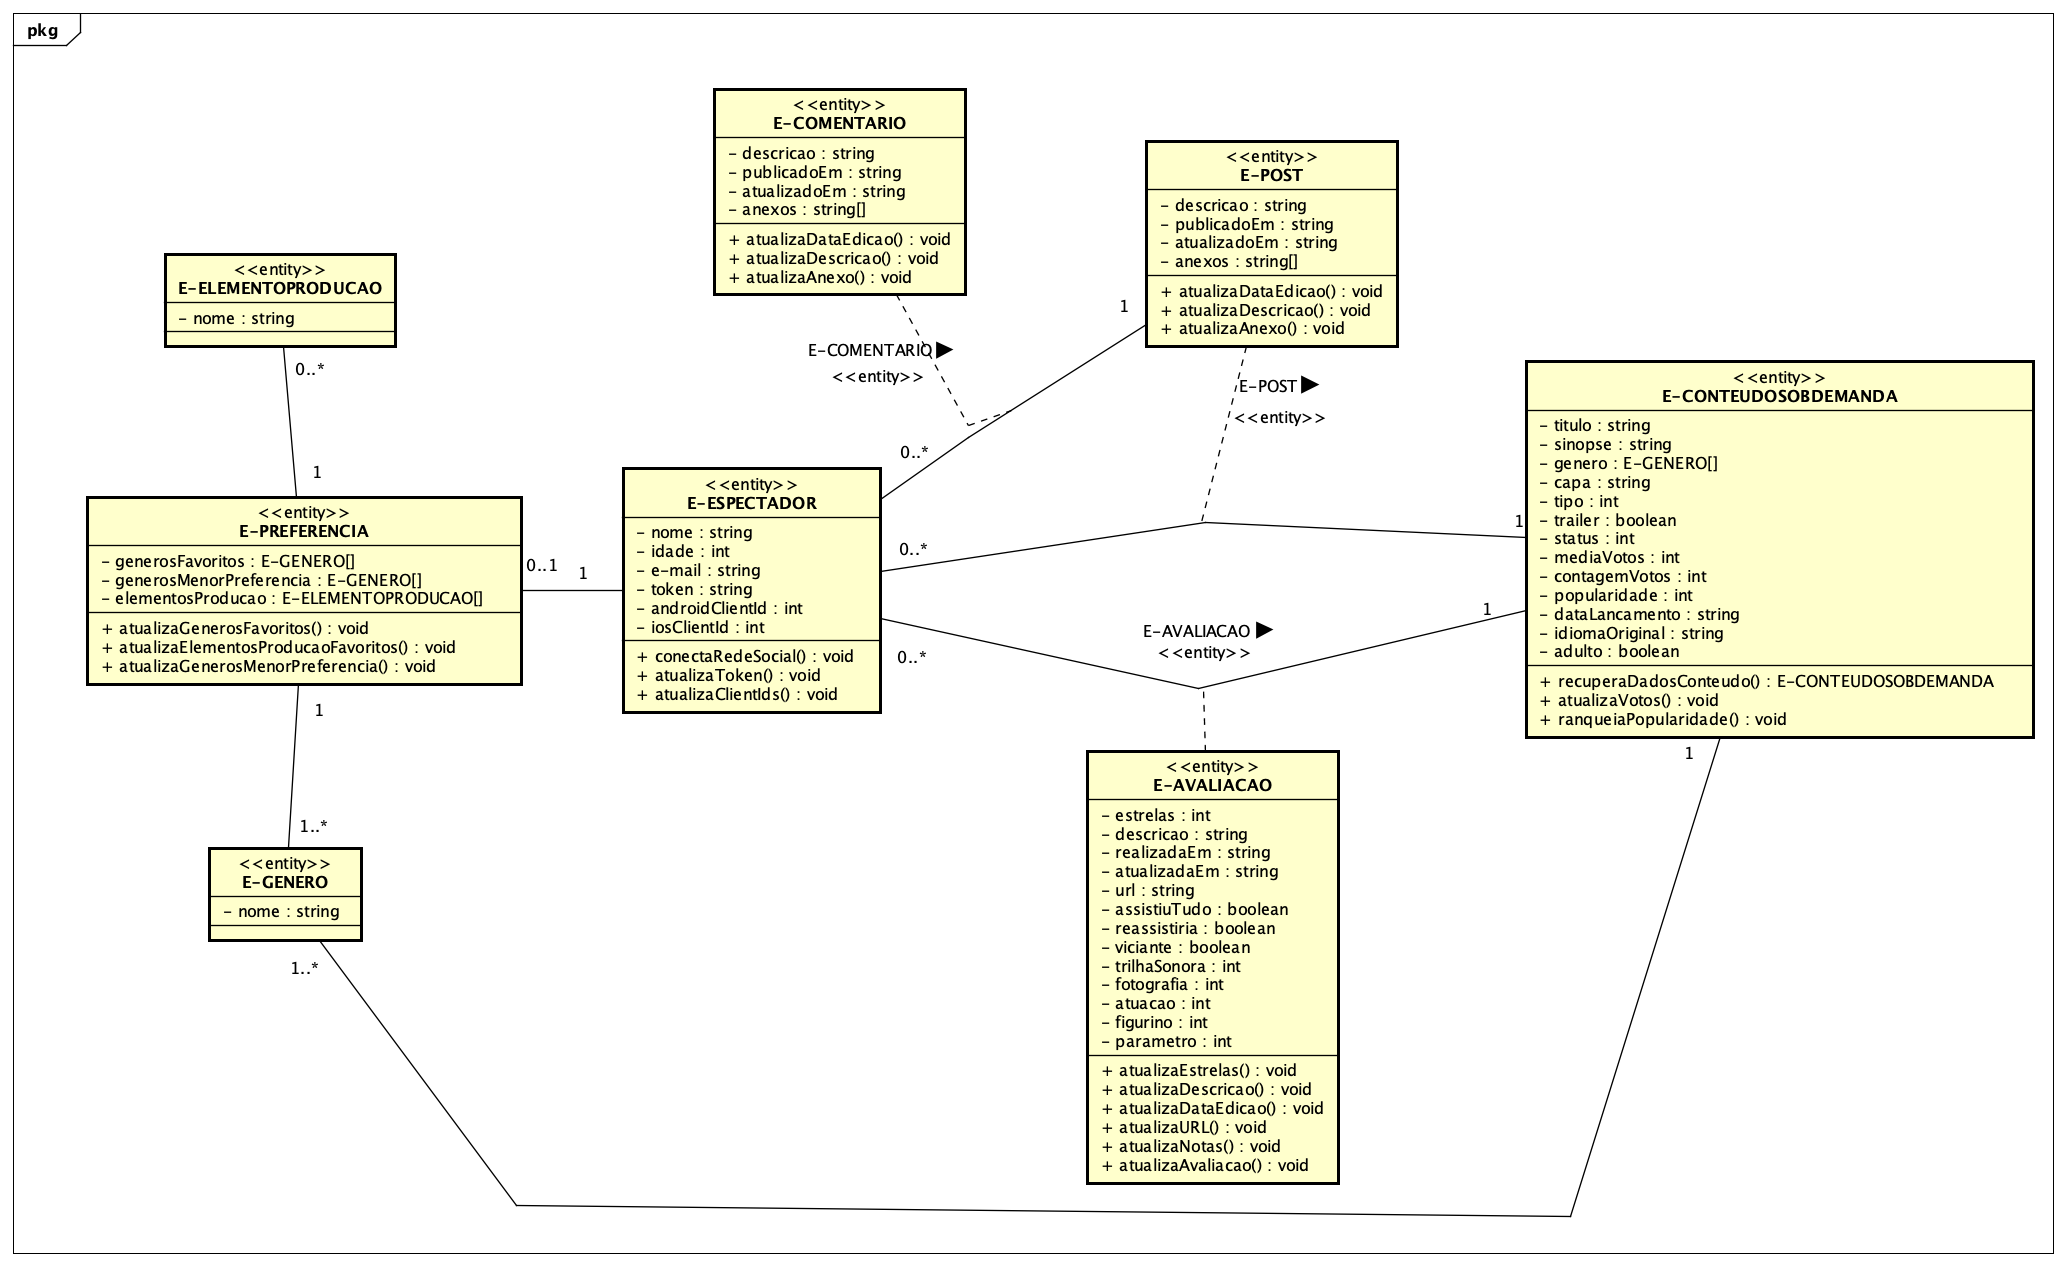 pkg
<<entity>>
E-COMENTARIO
- descricao : string
- publicadoEm : string
- atualizadoEm : string
- anexos : string[]
+ atualizaDataEdicao() : void
+ atualizaDescricao() : void
+ atualizaAnexo() : void
<<entity>>
E-POST
- descricao : string
- publicadoEm : string
- atualizadoEm : string
- anexos : string[]
+ atualizaDataEdicao() : void
+ atualizaDescricao() : void
+ atualizaAnexo() : void
<<entity>>
E-ELEMENTOPRODUCAO
- nome : string
0..*
1
1
E-COMENTARIO
<<entity>>
0..*
E-POST
<<entity>>
<<entity>>
E-CONTEUDOSOBDEMANDA
- titulo : string
- sinopse : string
- genero : E-GENERO[]
- capa : string
- tipo : int
- trailer : boolean
- status : int
- mediaVotos : int
- contagemVotos : int
- popularidade : int
- dataLancamento : string
- idiomaOriginal : string
- adulto : boolean
+ recuperaDadosConteudo() : E-CONTEUDOSOBDEMANDA
+ atualizaVotos() : void
+ ranqueiaPopularidade() : void
<<entity>>
E-PREFERENCIA
- generosFavoritos : E-GENERO[]
- generosMenorPreferencia : E-GENERO[]
- elementosProducao : E-ELEMENTOPRODUCAO[]
+ atualizaGenerosFavoritos() : void
+ atualizaElementosProducaoFavoritos() : void
+ atualizaGenerosMenorPreferencia() : void
0..1
1
<<entity>>
E-ESPECTADOR
- nome : string
- idade : int
- e-mail : string
- token : string
- androidClientId : int
- iosClientId : int
+ conectaRedeSocial() : void
+ atualizaToken() : void
+ atualizaClientIds() : void
0..*
1
0..*
E-AVALIACAO
<<entity>>
1
1
1..*
<<entity>>
E-GENERO
- nome : string
1..*
1
<<entity>>
E-AVALIACAO
- estrelas : int
- descricao : string
- realizadaEm : string
- atualizadaEm : string
- url : string
- assistiuTudo : boolean
- reassistiria : boolean
- viciante : boolean
- trilhaSonora : int
- fotografia : int
- atuacao : int
- figurino : int
- parametro : int
+ atualizaEstrelas() : void
+ atualizaDescricao() : void
+ atualizaDataEdicao() : void
+ atualizaURL() : void
+ atualizaNotas() : void
+ atualizaAvaliacao() : void